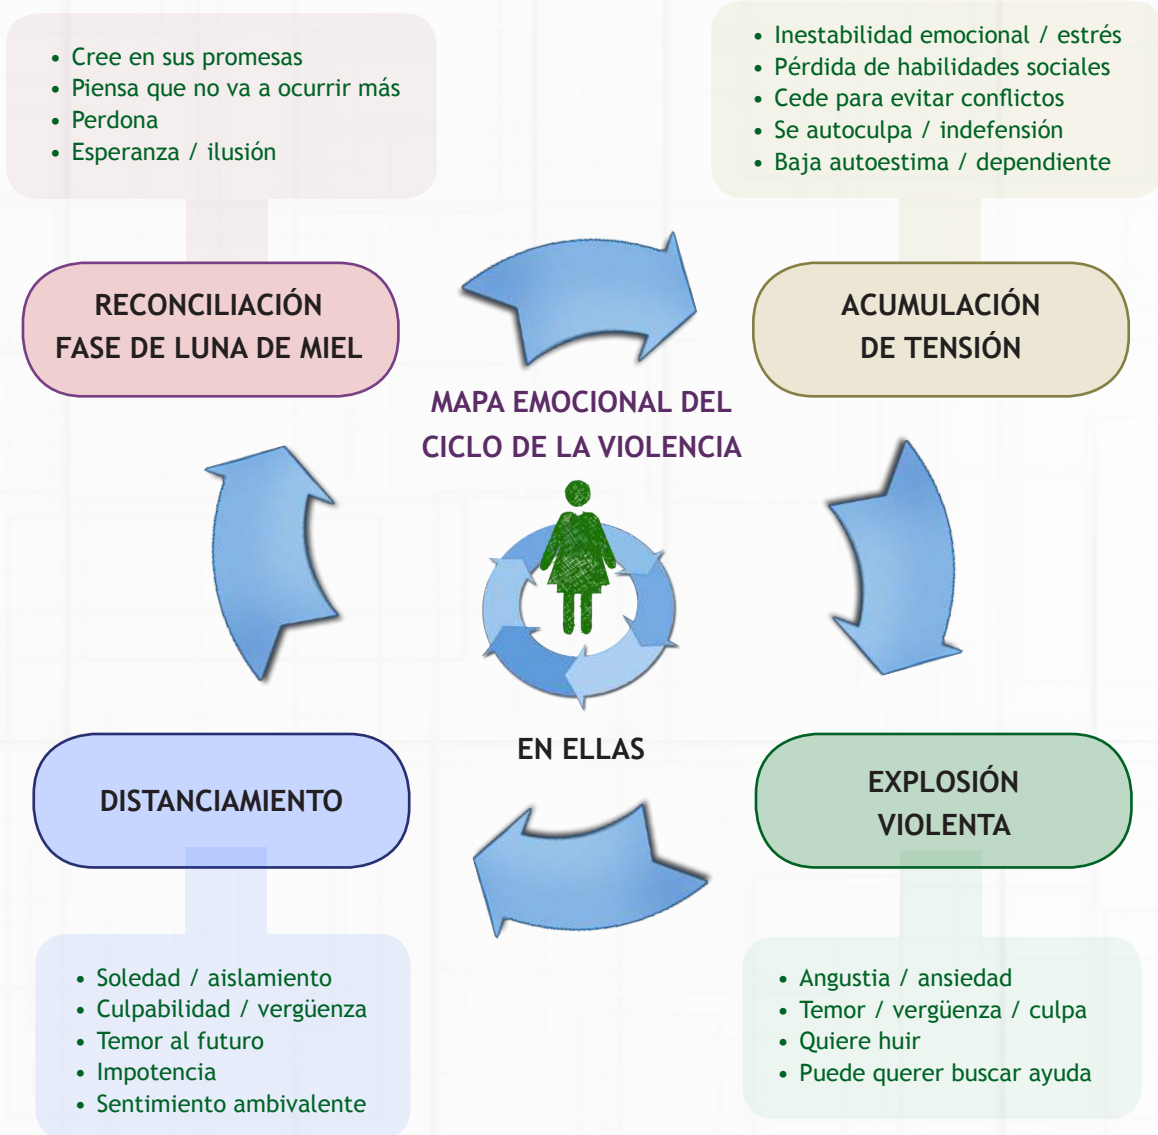 • Cree en sus promesas
• Piensa que no va a ocurrir más
• Perdona
• Esperanza / ilusión
RECONCILIACIÓN
FASE DE LUNA DE MIEL
• Inestabilidad emocional / estrés
• Pérdida de habilidades sociales
• Cede para evitar conflictos
• Se autoculpa / indefensión
• Baja autoestima / dependiente
ACUMULACIÓN
DE TENSIÓN
MAPA EMOCIONAL DEL
CICLO DE LA VIOLENCIA
EN ELLAS
DISTANCIAMIENTO
• Soledad / aislamiento
• Culpabilidad / vergüenza
• Temor al futuro
• Impotencia
• Sentimiento ambivalente
EXPLOSIÓN
VIOLENTA
• Angustia / ansiedad
• Temor / vergüenza / culpa
• Quiere huir
• Puede querer buscar ayuda